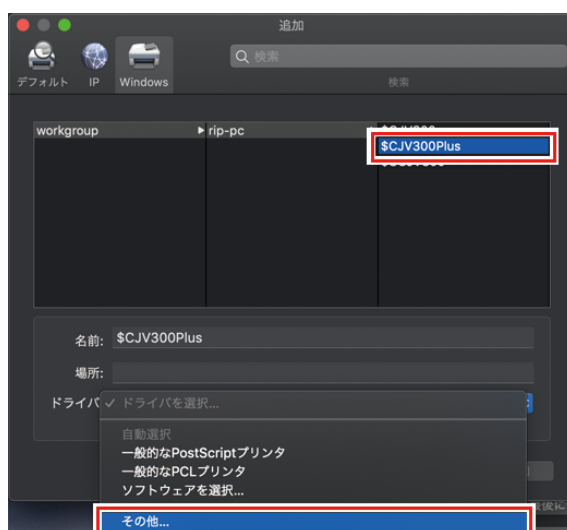 追加
検索
デフォルト IP Windows
検索
workgroup rip-pc
$CJV300Plus
名前: $CJV300Plus
場所:
ドライバ ✓ ドライバを選択...
自動選択
一般的なPostScriptプリンタ
一般的なPCLプリンタ
ソフトウェアを選択...
その他...